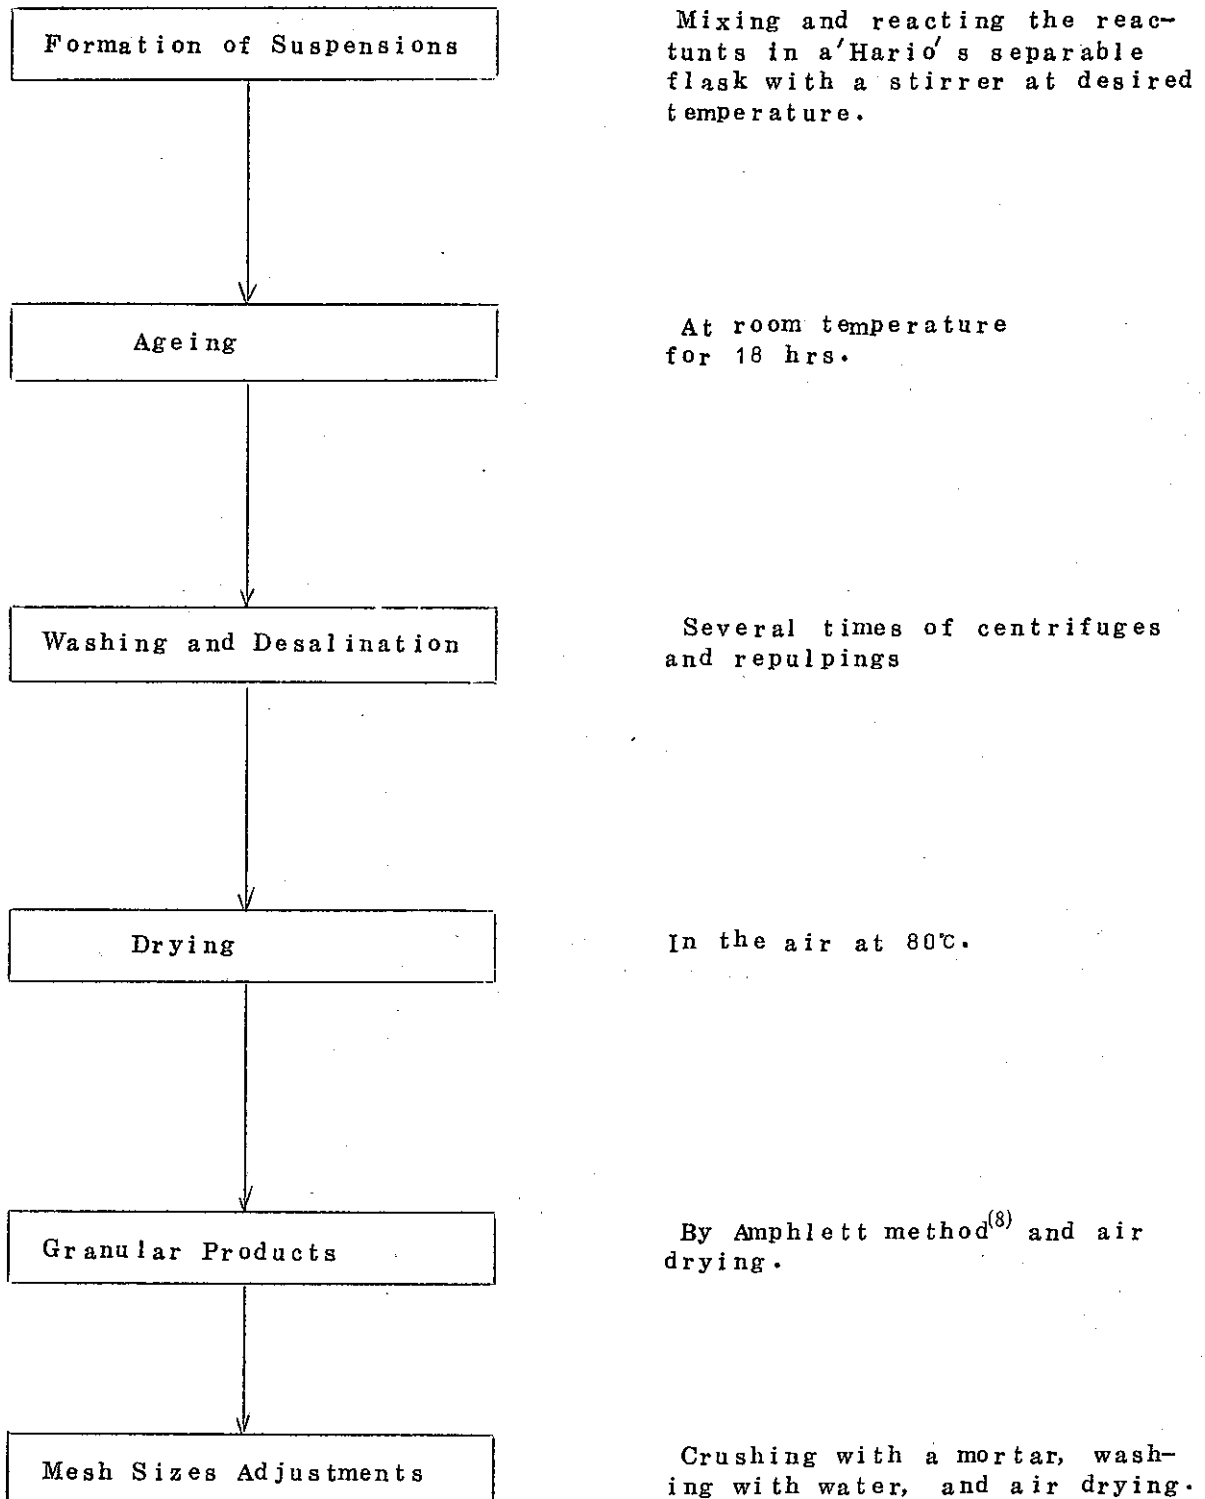 Formation of Suspensions
Mixing and reacting the reac-
tunts in a'Hario's separable
flask with a stirrer at desired
temperature.
Ageing
At room temperature
for 18 hrs.
Washing and Desalination
Several times of centrifuges
and repulpings
Drying
In the air at 80℃.
Granular Products
By Amphlett method(8) and air
drying.
Mesh Sizes Adjustments
Crushing with a mortar, wash-
ing with water, and air drying.